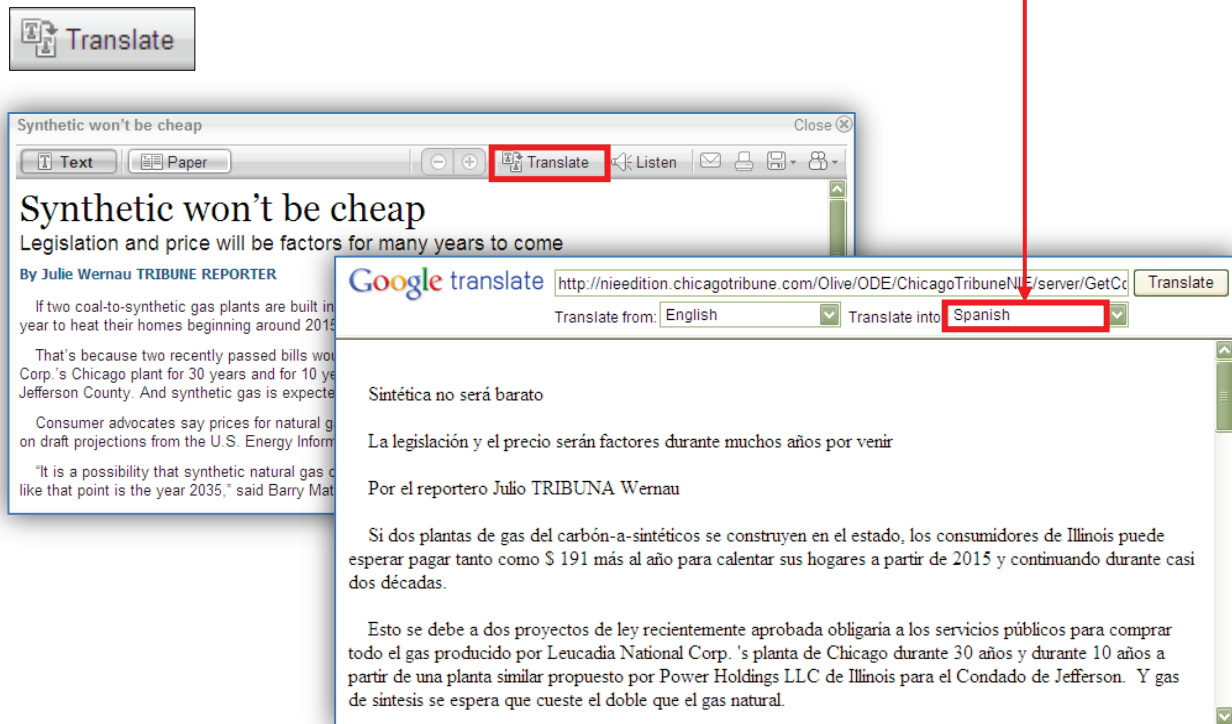 Translate
Synthetic won't be cheap
Close
Text
Paper
Translate
Listen
Synthetic won't be cheap
Legislation and price will be factors for many years to come
By Julie Wernau TRIBUNE REPORTER
If two coal-to-synthetic gas plants are built in
year to heat their homes beginning around 2015
That's because two recently passed bills wou
Corp.'s Chicago plant for 30 years and for 10 ye
Jefferson County. And synthetic gas is expecte
Consumer advocates say prices for natural g
on draft projections from the U.S. Energy Inform
"It is a possibility that synthetic natural gas c
like that point is the year 2035," said Barry Mat
Google translate
http://nieedition.chicagotribune.com/Olive/ODE/ChicagoTribuneNIE/server/GetCo
Translate
Translate from: English
Translate into Spanish
Sintética no será barato
La legislación y el precio serán factores durante muchos años por venir
Por el reportero Julio TRIBUNA Wernau
Si dos plantas de gas del carbón-a-sintéticos se construyen en el estado, los consumidores de Illinois puede
esperar pagar tanto como $ 191 más al año para calentar sus hogares a partir de 2015 y continuando durante casi
dos décadas.
Esto se debe a dos proyectos de ley recientemente aprobada obligaría a los servicios públicos para comprar
todo el gas producido por Leucadia National Corp. 's planta de Chicago durante 30 años y durante 10 años a
partir de una planta similar propuesto por Power Holdings LLC de Illinois para el Condado de Jefferson. Y gas
de síntesis se espera que cueste el doble que el gas natural.